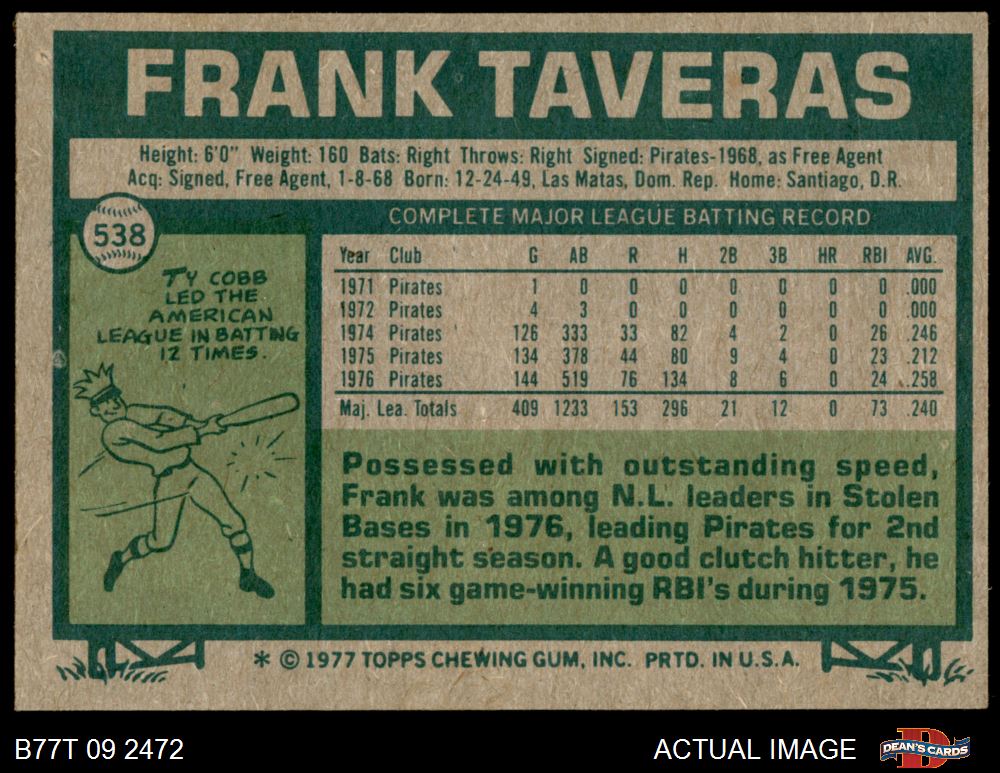 FRANK TAVERAS
Height: 6'0" Weight: 160 Bats: Right Throws: Right Signed: Pirates-1968, as Free Agent
Acq: Signed, Free Agent, 1-8-68 Born: 12-24-49, Las Matas, Dom. Rep. Home: Santiago, D.R.
538
TY COBB
LED THE
AMERICAN
LEAGUE IN BATTING
12 TIMES.
COMPLETE MAJOR LEAGUE BATTING RECORD
Year Club G AB R H 2B 3B HR RBI AVG.
1971 Pirates 1 0 0 0 0 0 0 0 .000
1972 Pirates 4 3 0 0 0 0 0 0 .000
1974 Pirates 126 333 33 82 4 2 0 26 .246
1975 Pirates 134 378 44 80 9 4 0 23 .212
1976 Pirates 144 519 76 134 8 6 0 24 .258
Maj. Lea. Totals 409 1233 153 296 21 12 0 73 .240
Possessed with outstanding speed,
Frank was among N.L. leaders in Stolen
Bases in 1976, leading Pirates for 2nd
straight season. A good clutch hitter, he
had six game-winning RBI's during 1975.
* © 1977 TOPPS CHEWING GUM, INC. PRTD. IN U.S.A.
B77T 09 2472
ACTUAL IMAGE
DEAN'S CARDS